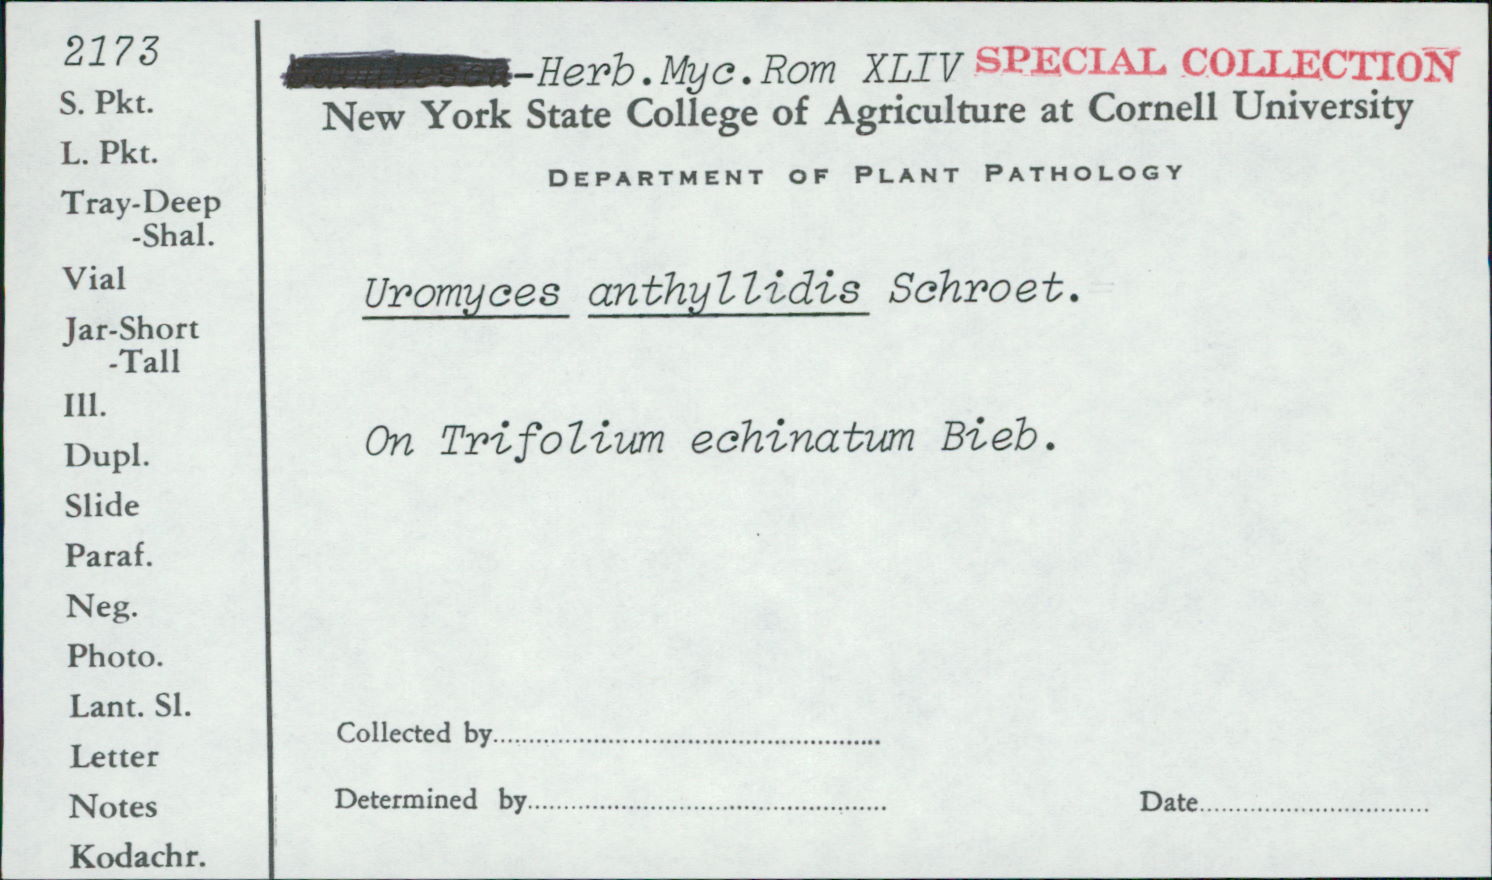 2173
S. Pkt.
L. Pkt.
Tray-Deep
-Shal.
Vial
Jar-Short
-Tall
Ill.
Dupl.
Slide
Paraf.
Neg.
Photo.
Lant. Sl.
Letter
Notes
Kodachr.
-Herb.Myc.Rom XLIV SPECIAL COLLECTION
New York State College of Agriculture at Cornell University
DEPARTMENT OF PLANT PATHOLOGY
Uromyces anthyllidis Schroet.
On Trifolium echinatum Bieb.
Collected by
Determined by
Date